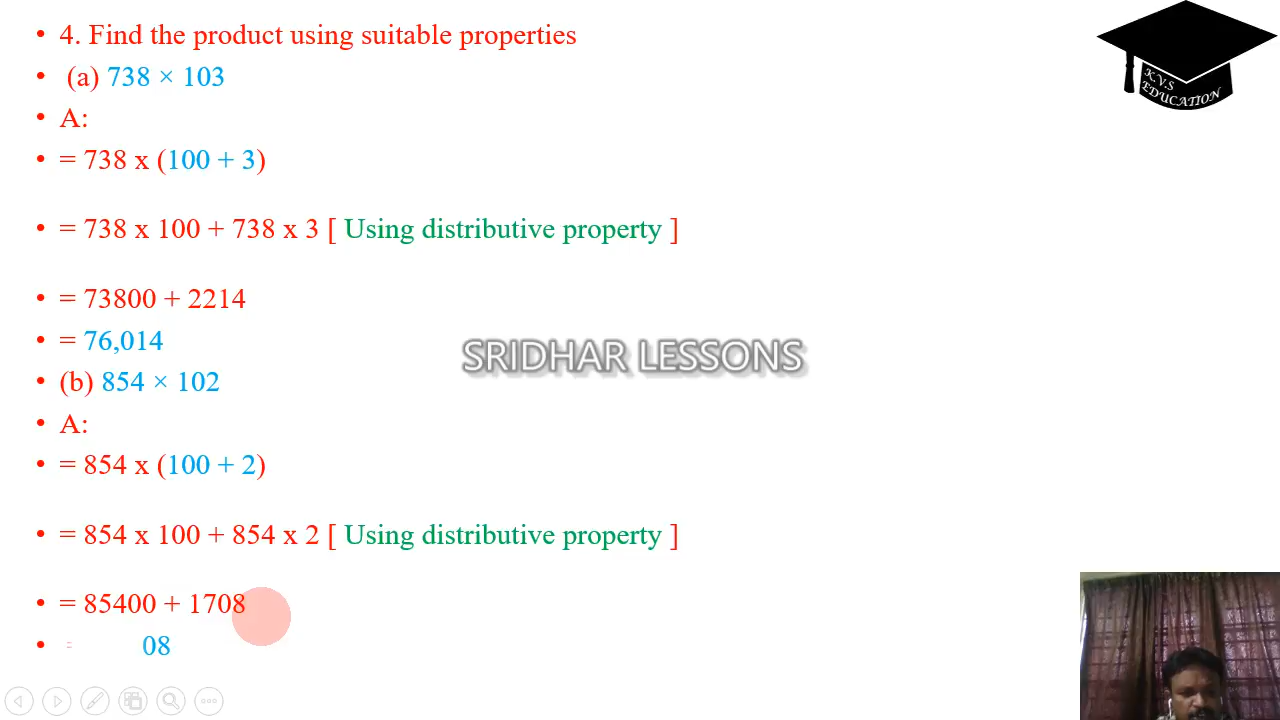 • 4. Find the product using suitable properties
• (a) 738 × 103
• A:
• = 738 x (100 + 3)
• = 738 x 100 + 738 x 3 [ Using distributive property ]
• = 73800 + 2214
• = 76,014
• (b) 854 × 102
• A:
• = 854 x (100 + 2)
• = 854 x 100 + 854 x 2 [ Using distributive property ]
• = 85400 + 1708
• = 08
K.V.S
EDUCATION
SRIDHAR LESSONS